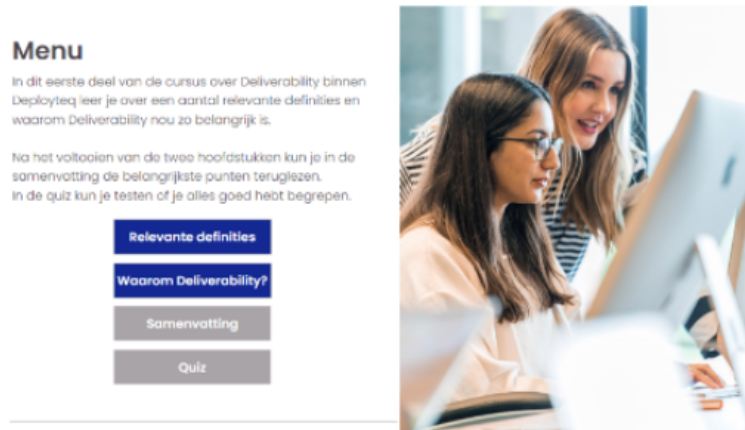 Menu
In dit eerste deel van de cursus over Deliverability binnen
Deployteq leer je over een aantal relevante definities en
waarom Deliverability nou zo belangrijk is.
Na het voltooien van de twee hoofdstukken kun je in de
samenvatting de belangrijkste punten teruglezen.
In de quiz kun je testen of je alles goed hebt begrepen.
Relevante definities
Waarom Deliverability?
Samenvatting
Quiz